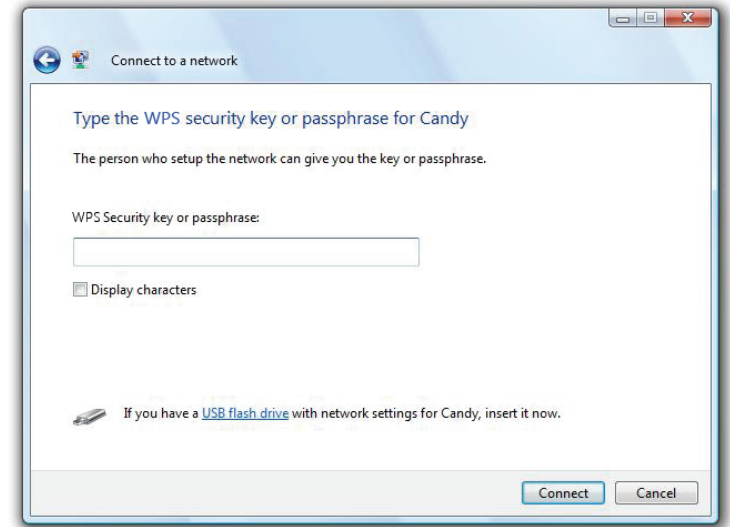 Connect to a network
Type the WPS security key or passphrase for Candy
The person who setup the network can give you the key or passphrase.
WPS Security key or passphrase:
Display characters
If you have a USB flash drive with network settings for Candy, insert it now.
Connect Cancel